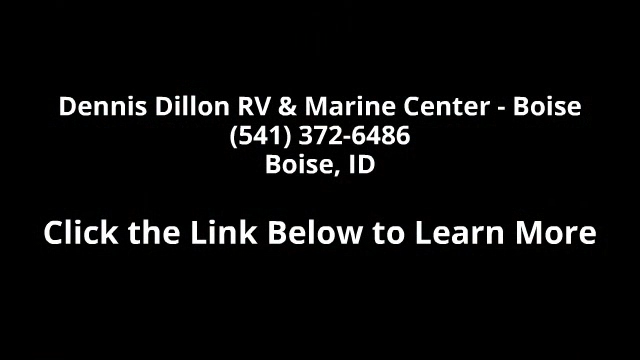 Dennis Dillon RV & Marine Center - Boise
(541) 372-6486
Boise, ID
Click the Link Below to Learn More